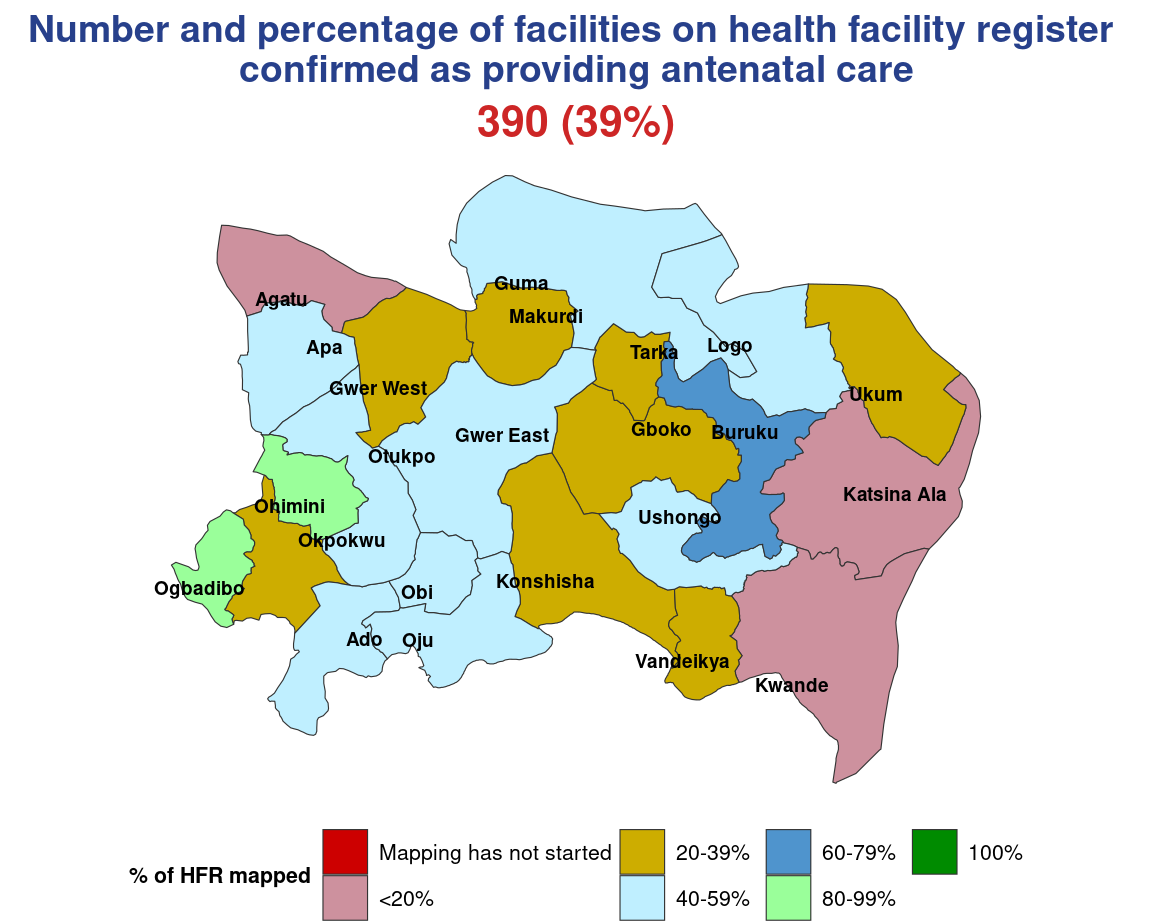 Number and percentage of facilities on health facility register
confirmed as providing antenatal care
390 (39%)
Guma
Agatu
Makurdi
Apa
Logo
Tarka
Gwer West
Ukum
Gboko
Buruku
Gwer East
Otukpo
Katsina Ala
Ohimini
Ushongo
Okpokwu
Konshisha
Ogbadibo
Obi
Ado
Oju
Vandeikya
Kwande
% of HFR mapped
Mapping has not started
<20%
20-39%
40-59%
60-79%
80-99%
100%